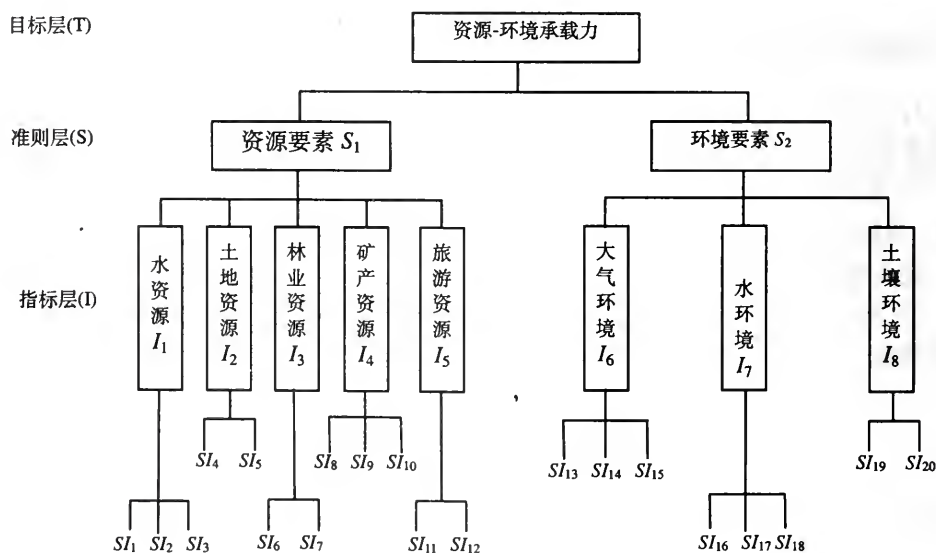 目标层(T)
资源-环境承载力
准则层(S)
资源要素 S₁
环境要素 S₂
指标层(I)
水资源 I₁
土地资源 I₂
林业资源 I₃
矿产资源 I₄
旅游资源 I₅
大气环境 I₆
水环境 I₇
土壤环境 I₈
SI₄ SI₅
SI₈ SI₉ SI₁₀
SI₁₃ SI₁₄ SI₁₅
SI₁₉ SI₂₀
SI₁ SI₂ SI₃
SI₆ SI₇
SI₁₁ SI₁₂
SI₁₆ SI₁₇ SI₁₈